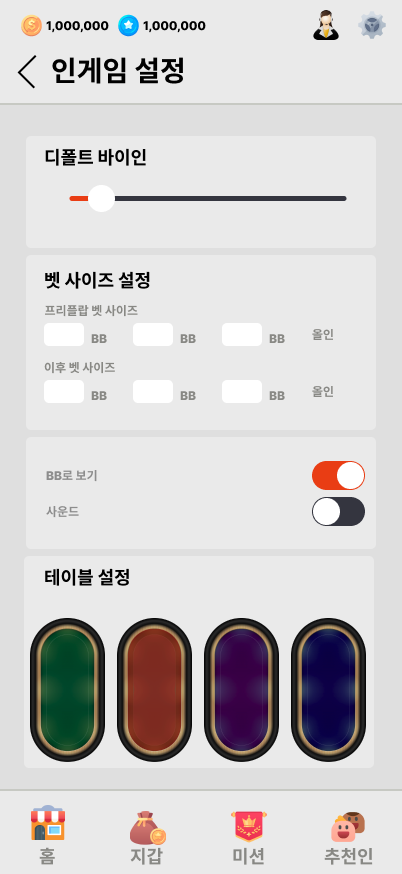 1,000,000 1,000,000
인게임 설정
디폴트 바이인
벳 사이즈 설정
프리플랍 벳 사이즈
BB BB BB 올인
이후 벳 사이즈
BB BB BB 올인
BB로 보기
사운드
테이블 설정
홈 지갑 미션 추천인